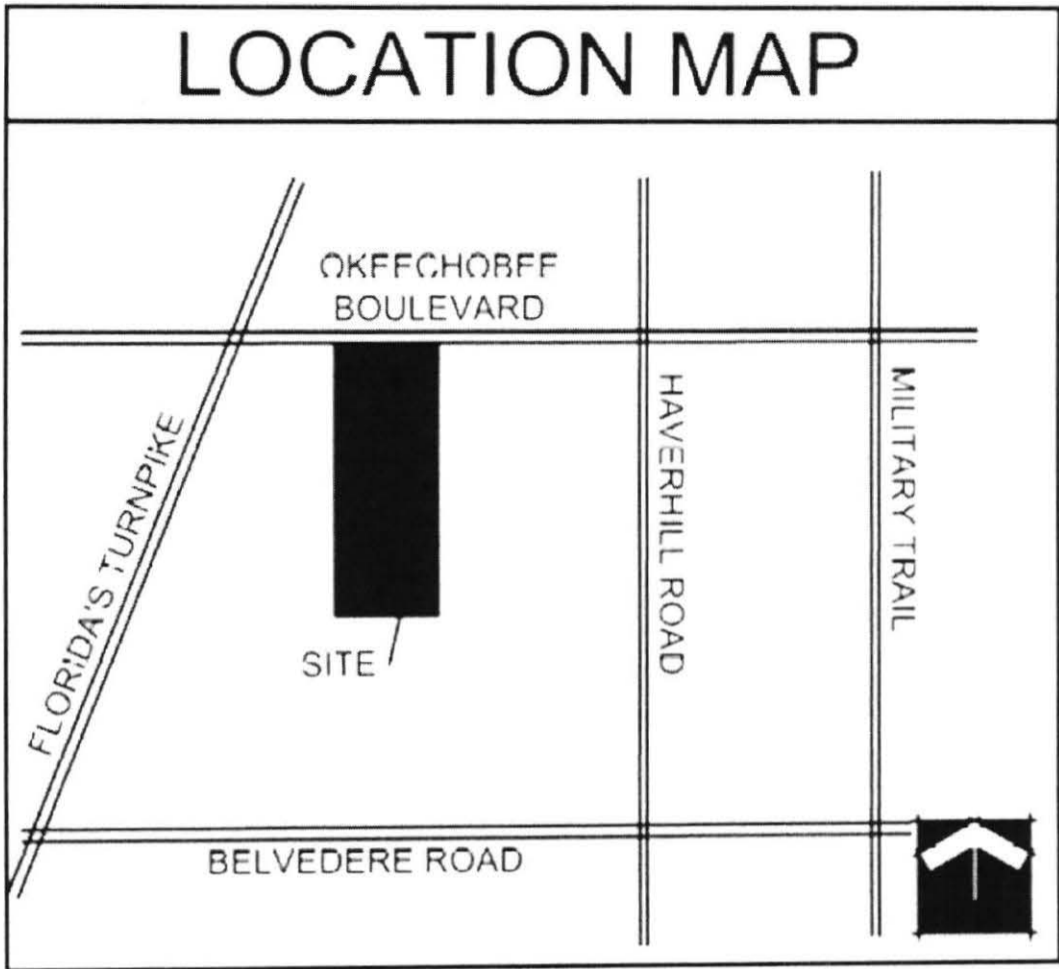 LOCATION MAP
OKEECHOBEE
BOULEVARD
FLORIDA'S TURNPIKE
HAVERHILL ROAD
MILITARY TRAIL
SITE
BELVEDERE ROAD